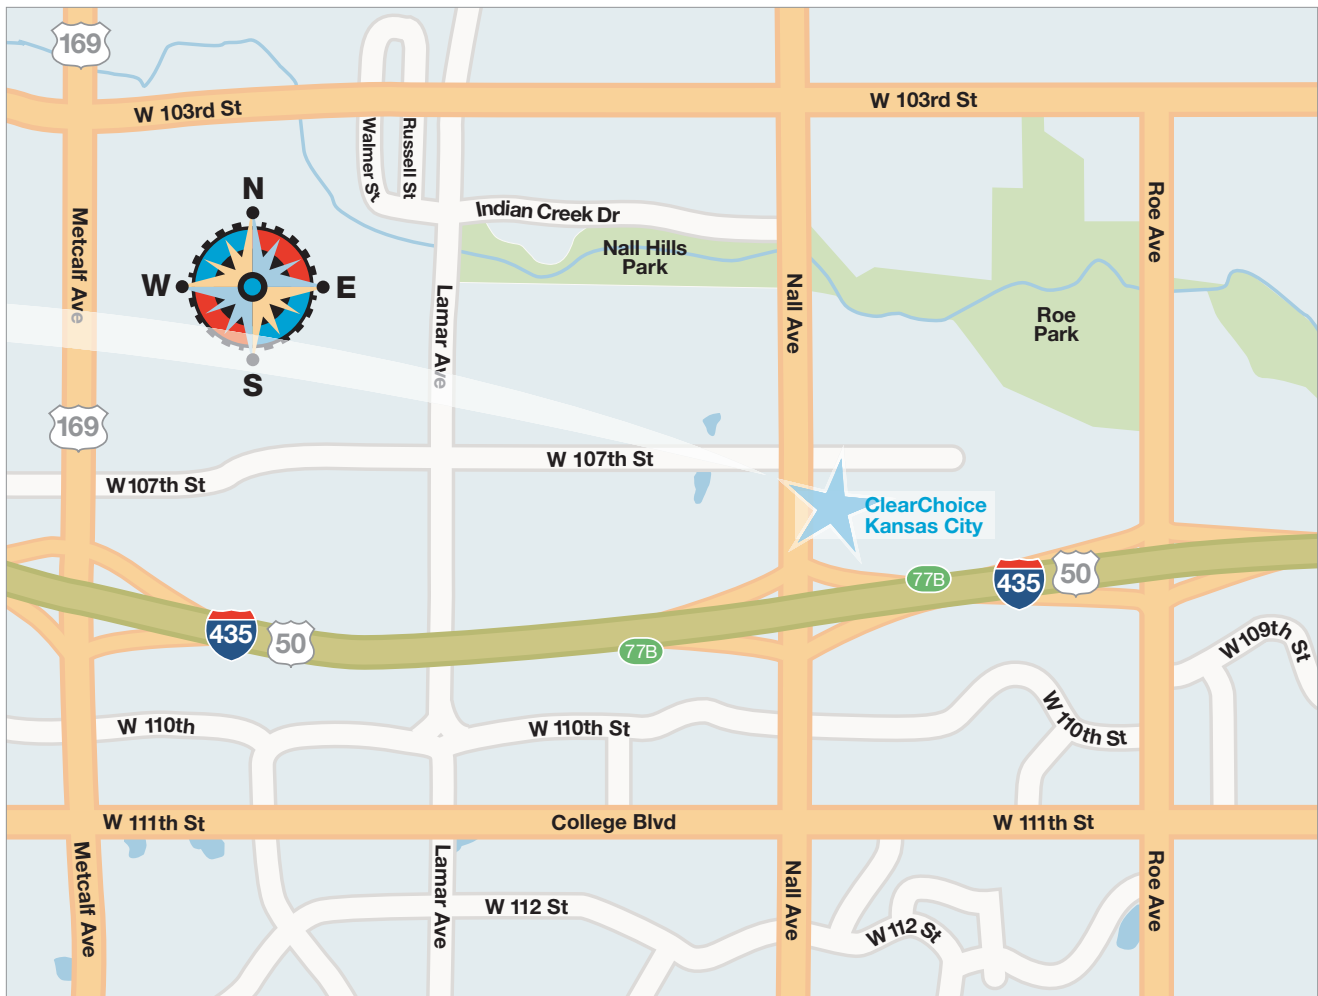 169
W 103rd St
W 103rd St
Walmer St
Russell St
N
W
E
S
Indian Creek Dr
Nall Hills
Park
Metcalf Ave
Lamar Ave
Nall Ave
Roe Ave
Roe
Park
169
W 107th St
W107th St
ClearChoice
Kansas City
77B
435
50
435
50
77B
W 109th St
W 110th
W 110th St
W 110th St
W 111th St
College Blvd
W 111th St
Metcalf Ave
Lamar Ave
Nall Ave
Roe Ave
W 112 St
W 112 St